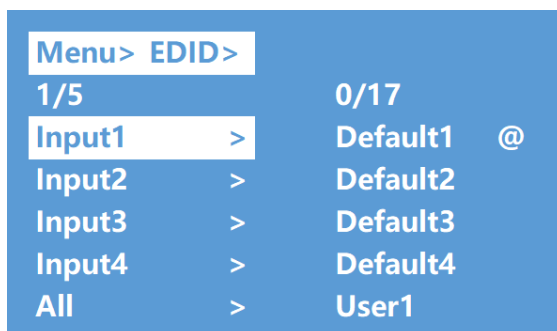 Menu> EDID>
1/5 0/17
Input1 > Default1 @
Input2 > Default2
Input3 > Default3
Input4 > Default4
All > User1